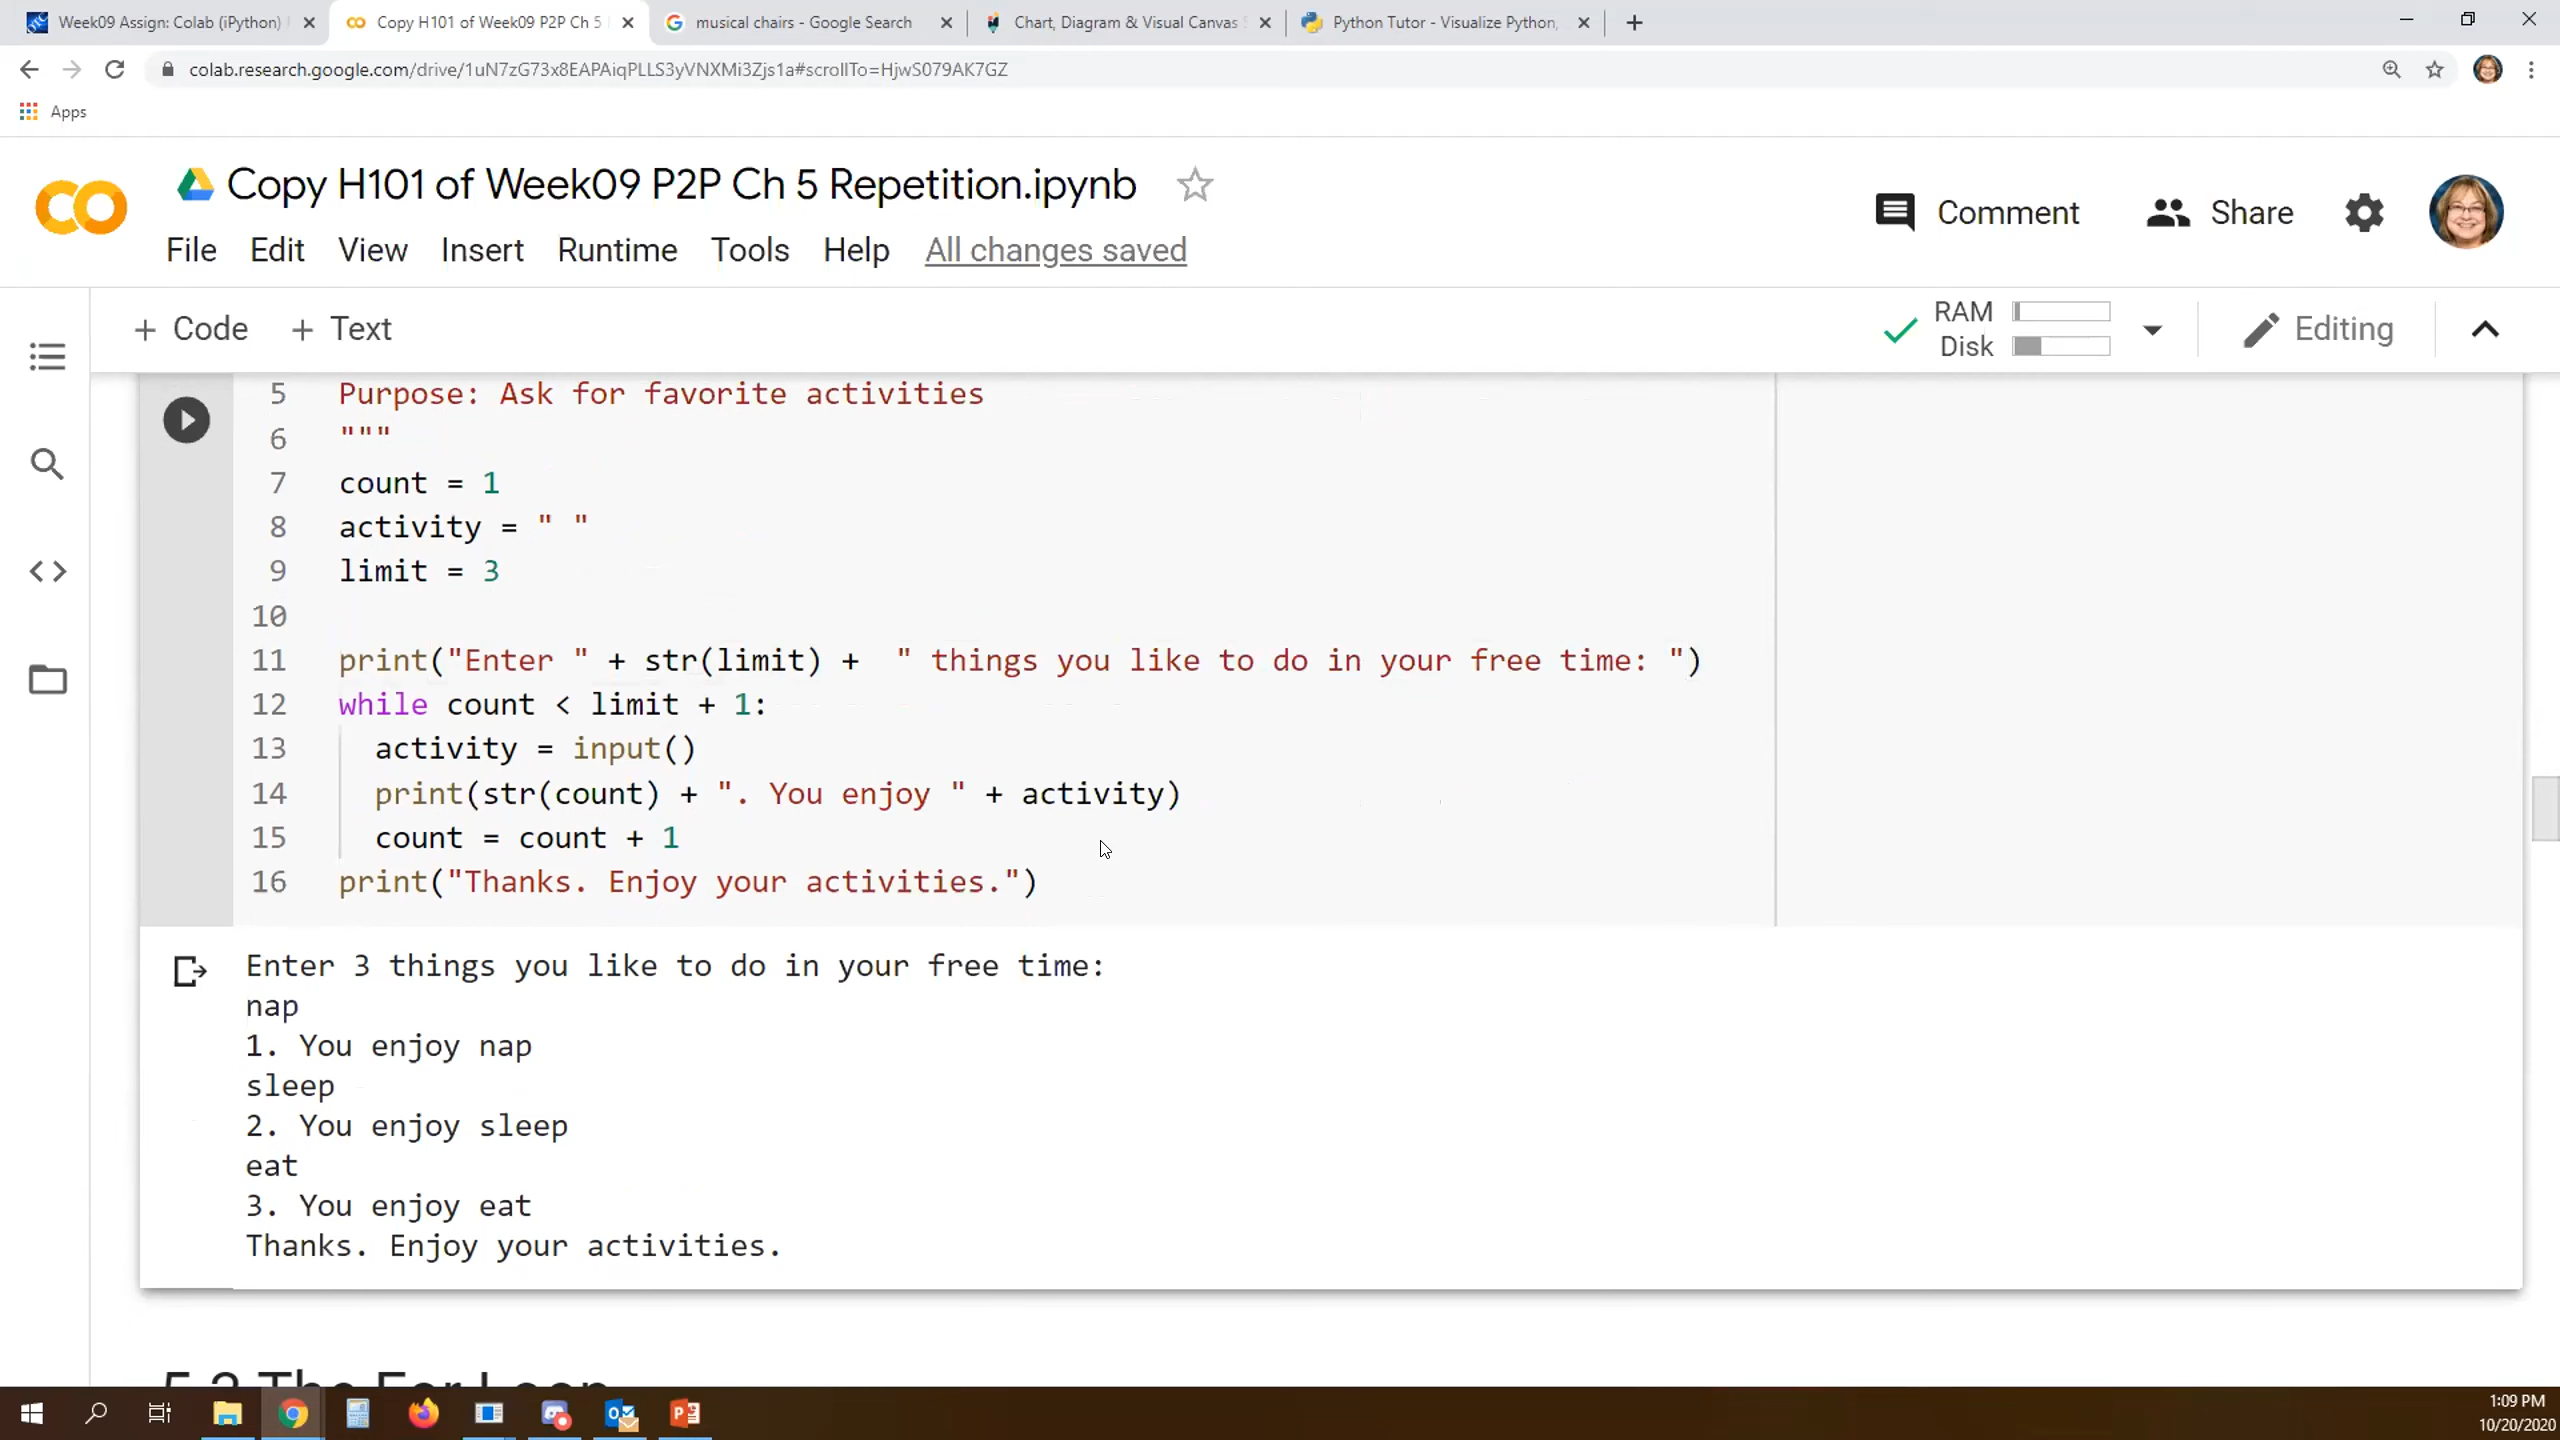 Week09 Assign: Colab (iPython)
Copy H101 of Week09 P2P Ch 5
musical chairs - Google Search
Chart, Diagram & Visual Canvas
Python Tutor - Visualize Python,
colab.research.google.com/drive/1uN7zG73x8EAPAiqPLLS3yVNXMi3Zjs1a#scrollTo=HjwS079AK7GZ
Apps
Copy H101 of Week09 P2P Ch 5 Repetition.ipynb
Comment
Share
File Edit View Insert Runtime Tools Help All changes saved
+ Code + Text
RAM
Disk
Editing
5 Purpose: Ask for favorite activities
6 """
7 count = 1
8 activity = " "
9 limit = 3
10
11 print("Enter " + str(limit) +  " things you like to do in your free time: ")
12 while count < limit + 1:
13   activity = input()
14   print(str(count) + ". You enjoy " + activity)
15   count = count + 1
16 print("Thanks. Enjoy your activities.")
Enter 3 things you like to do in your free time:
nap
1. You enjoy nap
sleep
2. You enjoy sleep
eat
3. You enjoy eat
Thanks. Enjoy your activities.
5.2 The For Loop
1:09 PM
10/20/2020